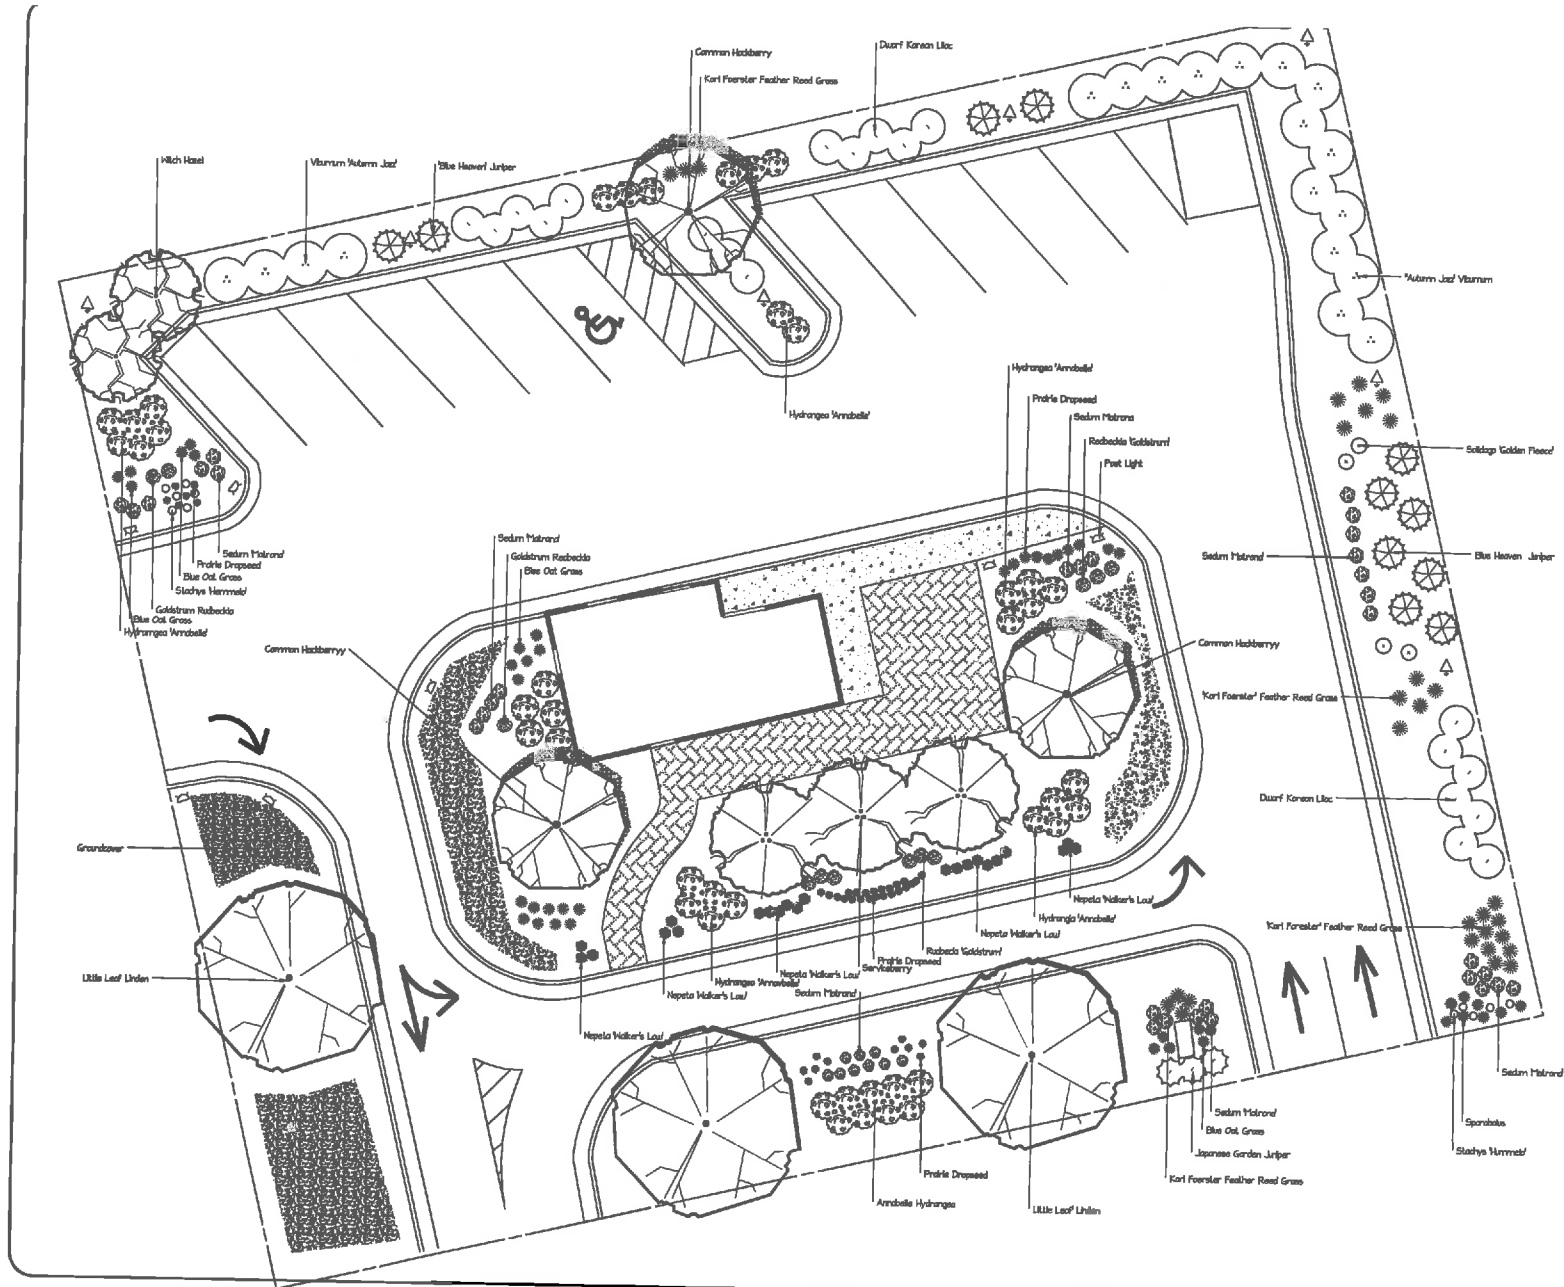 Common Hackberry
Dwarf Korean Lilac
Karl Foerster Feather Reed Grass
Witch Hazel
Viburnum 'Autumn Jazz'
'Blue Heaven' Juniper
'Autumn Jazz' Viburnum
Hydrangea 'Annabelle'
Hydrangea 'Annabelle'
Prairie Dropseed
Sedum Matrona
Rudbeckia 'Goldstrum'
Post Light
Solidago 'Golden Fleece'
Sedum 'Matrona'
Goldstrum Rudbeckia
Blue Oat Grass
Sedum 'Matrona'
Prairie Dropseed
Blue Oat Grass
Stachys 'Hummelo'
Goldstrum Rudbeckia
Blue Oat Grass
Hydrangea 'Annabelle'
Sedum 'Matrona'
Blue Heaven Juniper
Common Hackberryy
Common Hackberryy
'Karl Foerster' Feather Reed Grass
Dwarf Korean Lilac
Groundcover
Nepeta 'Walker's Low'
Hydrangia 'Annabelle'
'Karl Forester' Feather Reed Grass
Nepeta 'Walker's Low'
Rudbecia 'Goldstrum'
Prairie Dropseed
Serviceberry
Nepeta 'Walker's Low'
Hydrangea 'Annavbelle'
Sedum 'Matrona'
Nepeta 'Walker's Low'
Little Leaf Linden
Nepeta 'Walker's Low'
Sedum Matrona'
Sedum 'Matrona'
Sporobolus
Blue Oat Grass
Stachys 'Hummelo'
Japanese Garden Juniper
Prairie Dropseed
Karl Foerster Feather Reed Grass
Annabelle Hydrangea
Little Leaf' Linden